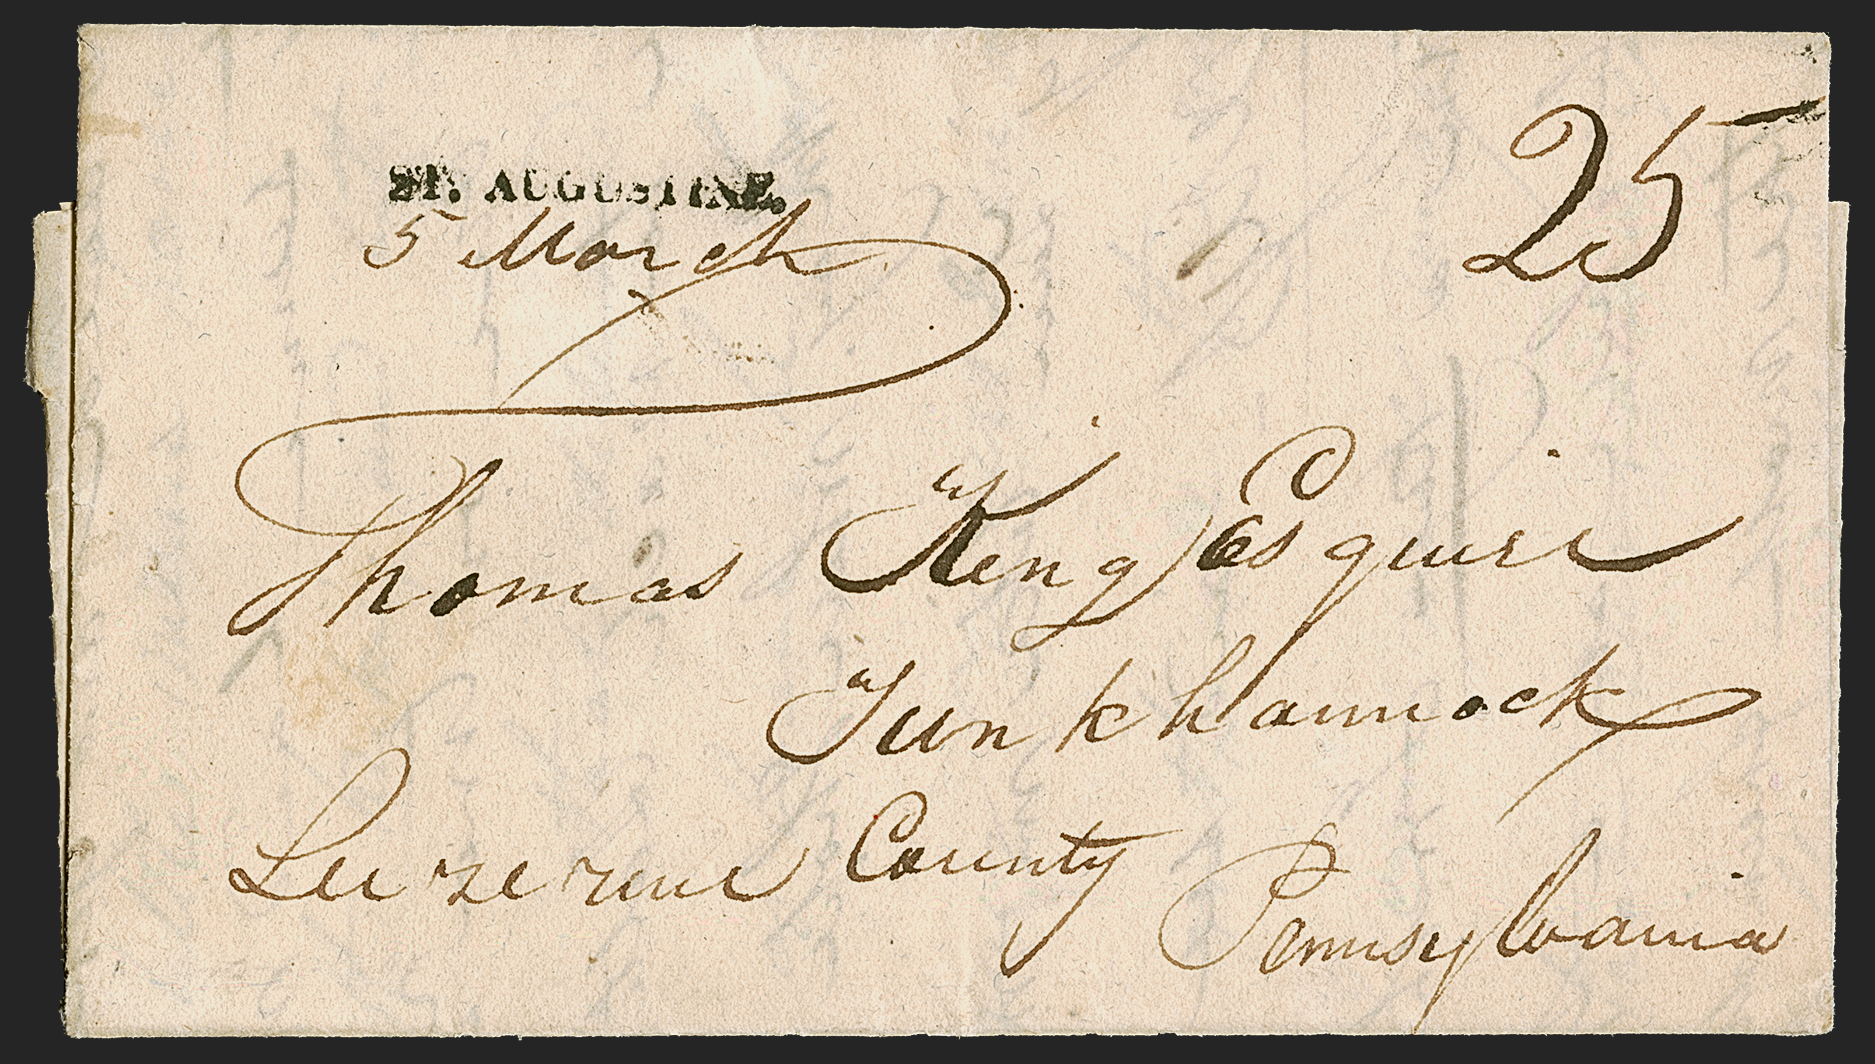 ST. AUGUSTINE.
5 March
25
Thomas King Esquire
Tunkhannock
Luzerne County
Pennsylvania